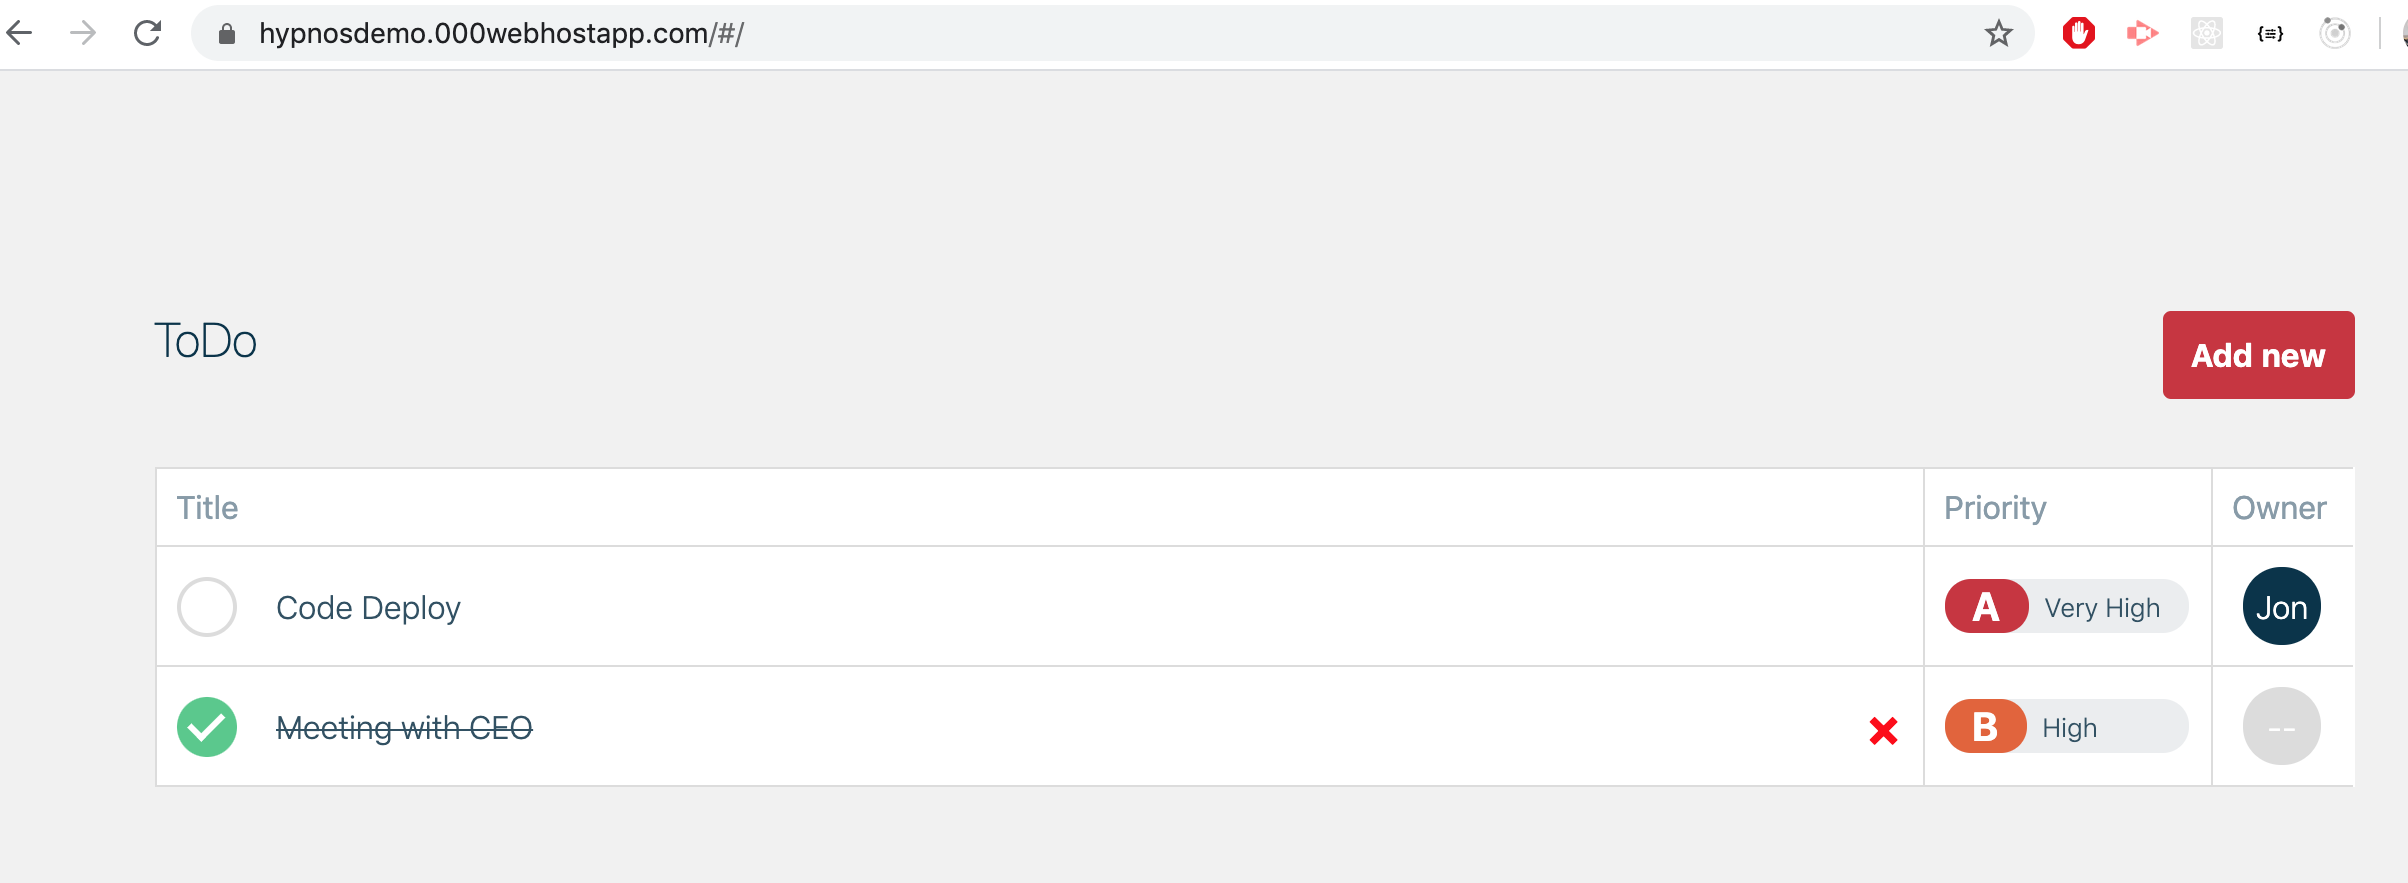 hypnosdemo.000webhostapp.com/#/
ToDo
Add new
Title Priority Owner
Code Deploy A Very High Jon
Meeting with CEO B High --